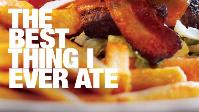 THE
BEST
THING I
EVER ATE